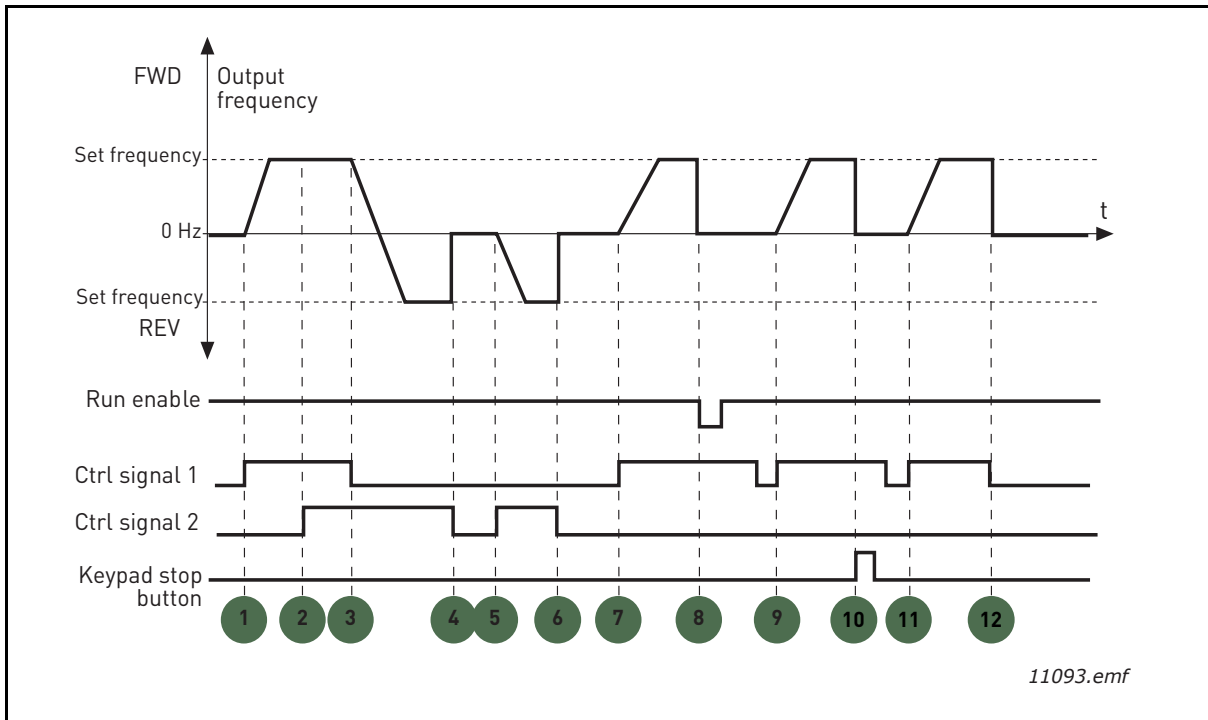 FWD
Output
frequency
Set frequency
0 Hz
t
Set frequency
REV
Run enable
Ctrl signal 1
Ctrl signal 2
Keypad stop
button
1 2 3 4 5 6 7 8 9 10 11 12
11093.emf